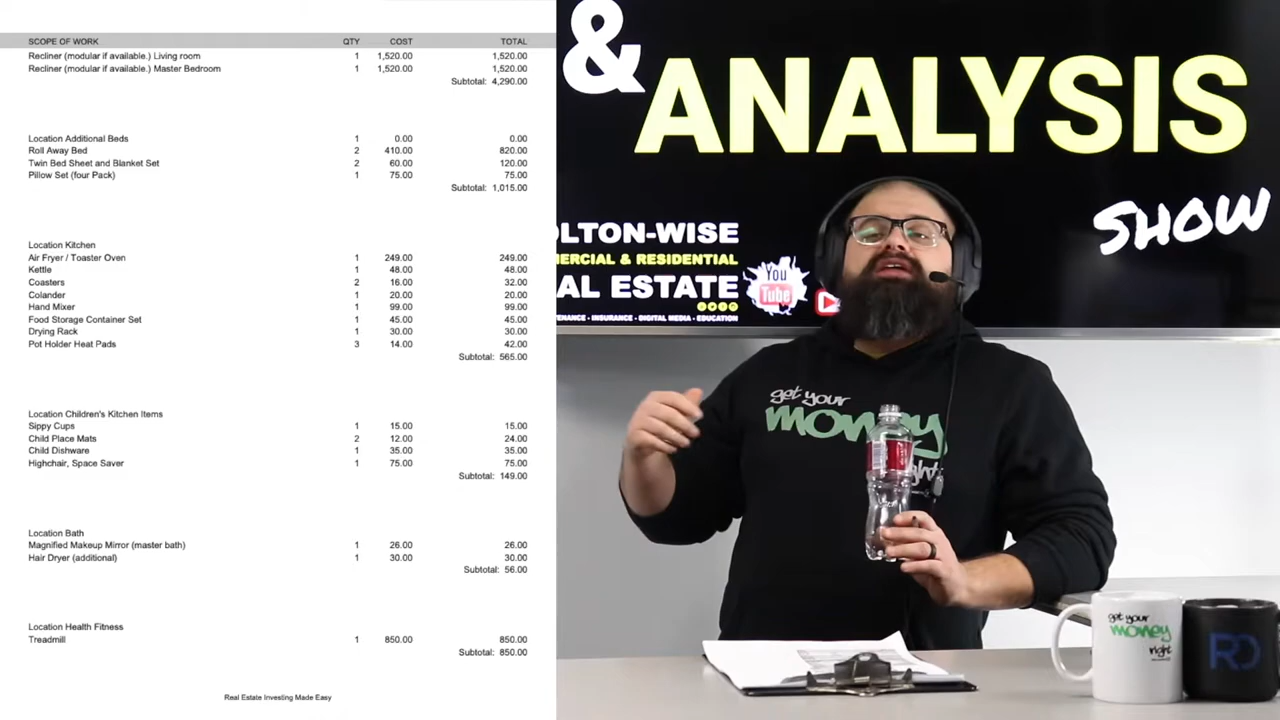 SCOPE OF WORK QTY COST TOTAL
Recliner (modular if available.) Living room 1 1,520.00 1,520.00
Recliner (modular if available.) Master Bedroom 1 1,520.00 1,520.00
Subtotal: 4,290.00
Location Additional Beds 1 0.00 0.00
Roll Away Bed 2 410.00 820.00
Twin Bed Sheet and Blanket Set 2 60.00 120.00
Pillow Set (four Pack) 1 75.00 75.00
Subtotal: 1,015.00
Location Kitchen
Air Fryer / Toaster Oven 1 249.00 249.00
Kettle 1 48.00 48.00
Coasters 2 16.00 32.00
Colander 1 20.00 20.00
Hand Mixer 1 99.00 99.00
Food Storage Container Set 1 45.00 45.00
Drying Rack 1 30.00 30.00
Pot Holder Heat Pads 3 14.00 42.00
Subtotal: 565.00
Location Children's Kitchen Items
Sippy Cups 1 15.00 15.00
Child Place Mats 2 12.00 24.00
Child Dishware 1 35.00 35.00
Highchair, Space Saver 1 75.00 75.00
Subtotal: 149.00
Location Bath
Magnified Makeup Mirror (master bath) 1 26.00 26.00
Hair Dryer (additional) 1 30.00 30.00
Subtotal: 56.00
Location Health Fitness
Treadmill 1 850.00 850.00
Subtotal: 850.00
Real Estate Investing Made Easy
&
ANALYSIS
SHOW
OLTON-WISE
ERCIAL & RESIDENTIAL
AL ESTATE
You
Tube
TENANCE - INSURANCE - DIGITAL MEDIA - EDUCATION
get your
money
right
get your
money
right
RO